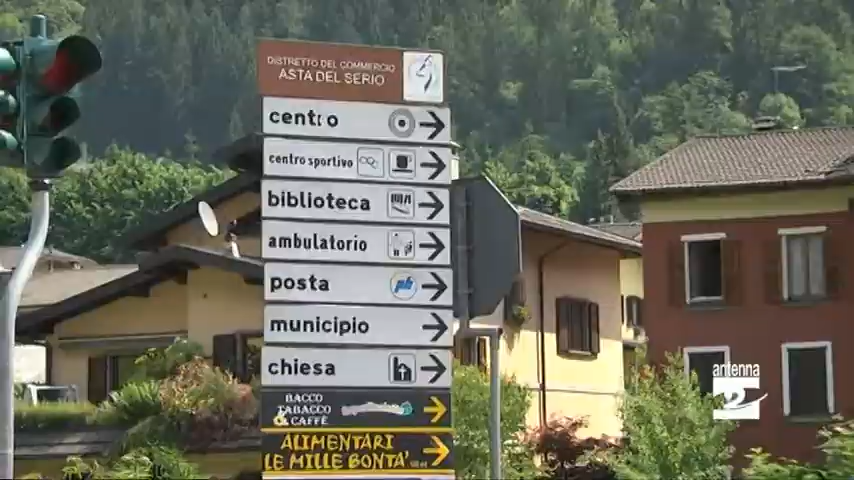 DISTRETTO DEL COMMERCIO
ASTA DEL SERIO
centro
centro sportivo
biblioteca
ambulatorio
posta
municipio
chiesa
BACCO
TABACCO
& CAFFÈ
ALIMENTARI
LE MILLE BONTA'
antenna
2